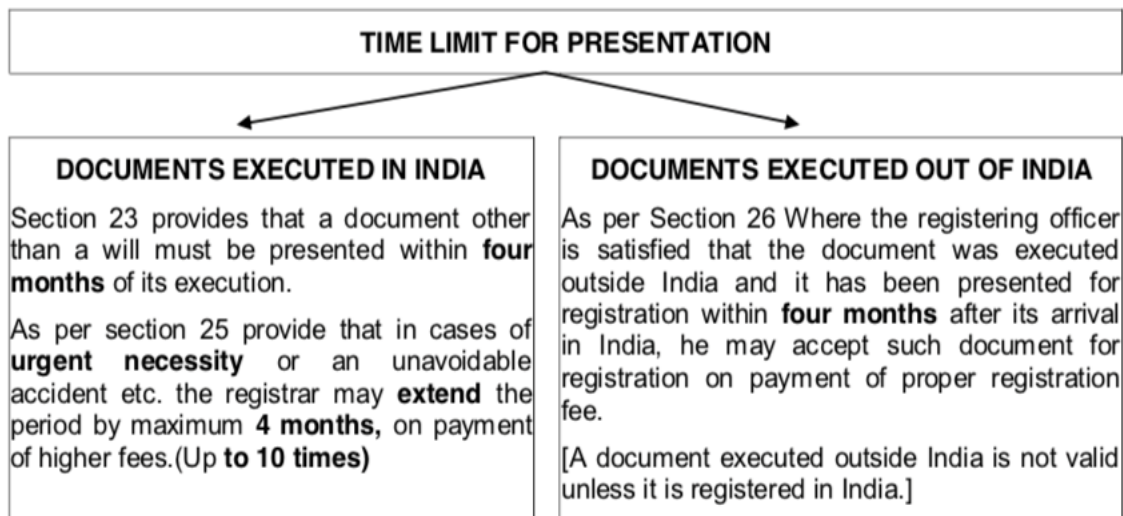 TIME LIMIT FOR PRESENTATION
DOCUMENTS EXECUTED IN INDIA
Section 23 provides that a document other
than a will must be presented within four
months of its execution.
As per section 25 provide that in cases of
urgent necessity or an unavoidable
accident etc. the registrar may extend the
period by maximum 4 months, on payment
of higher fees.(Up to 10 times)
DOCUMENTS EXECUTED OUT OF INDIA
As per Section 26 Where the registering officer
is satisfied that the document was executed
outside India and it has been presented for
registration within four months after its arrival
in India, he may accept such document for
registration on payment of proper registration
fee.
[A document executed outside India is not valid
unless it is registered in India.]